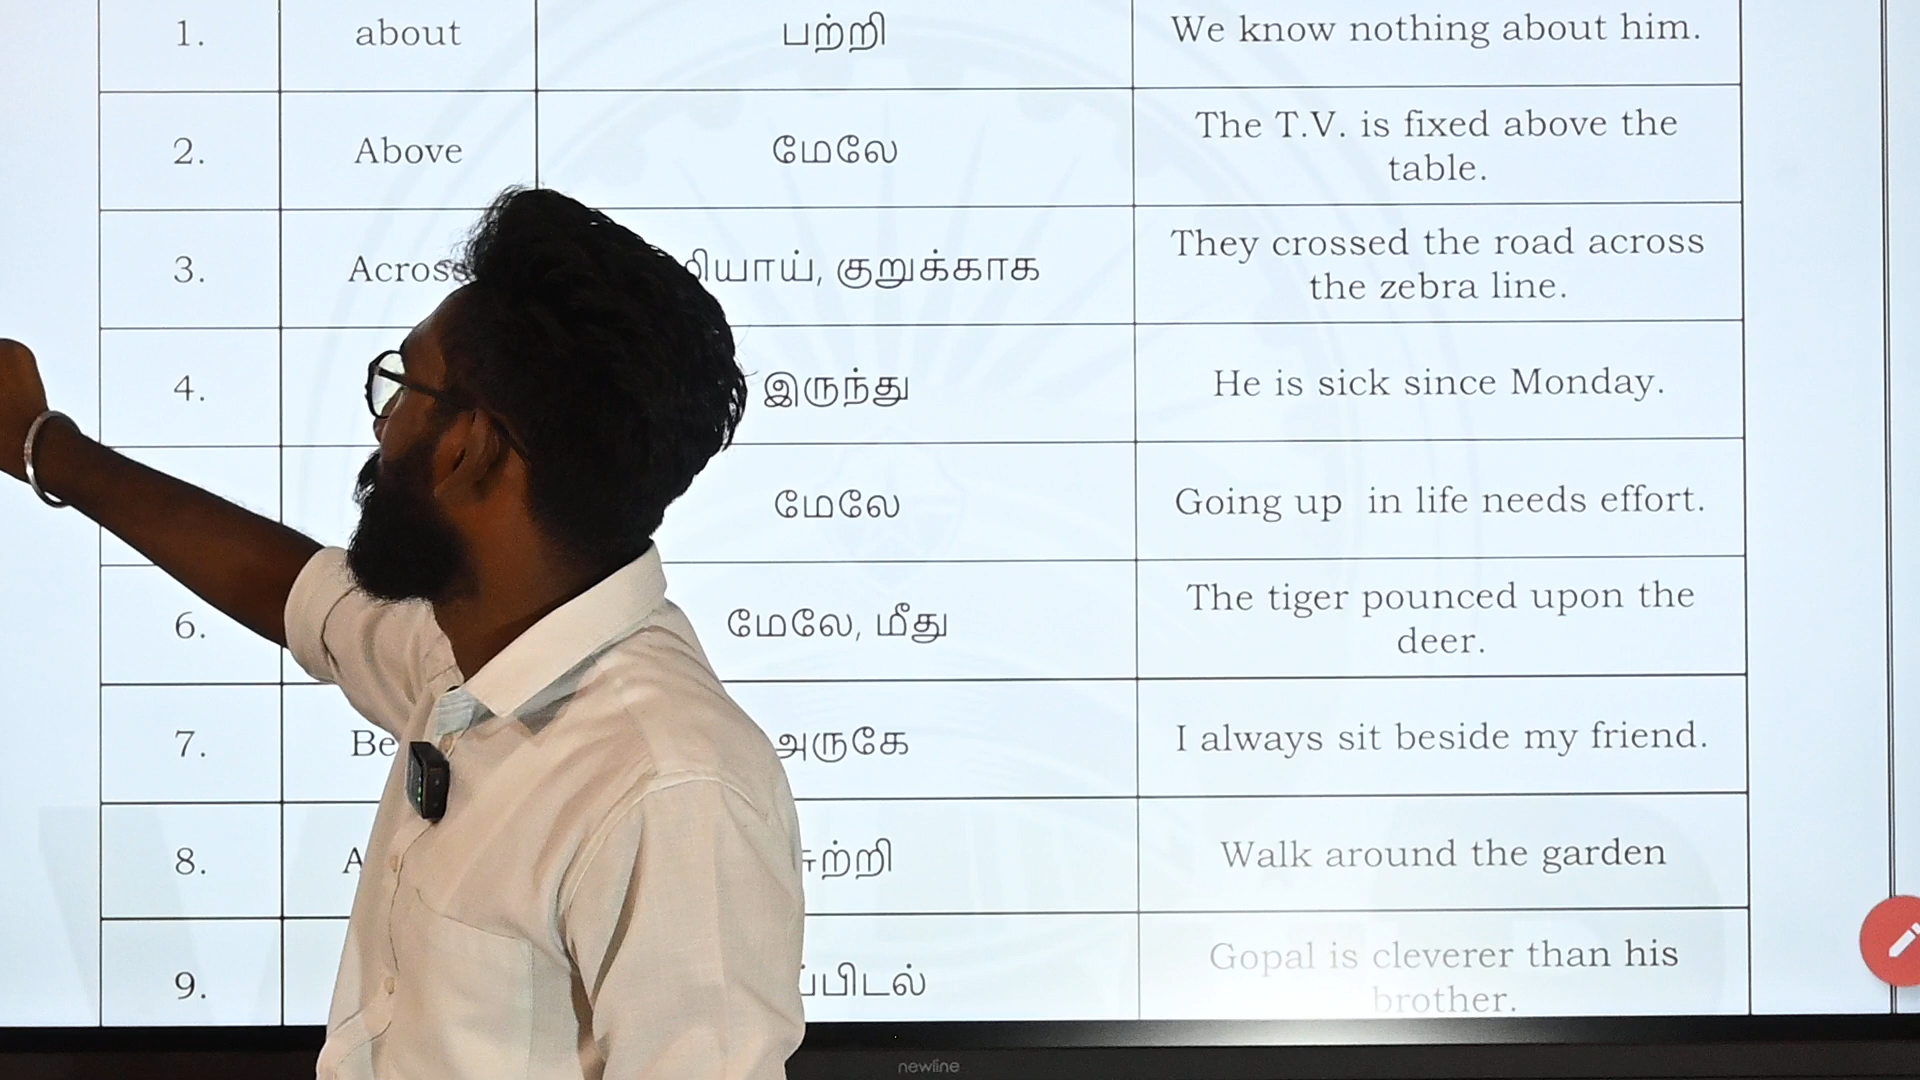 1. about பற்றி We know nothing about him.
2. Above மேலே The T.V. is fixed above the
table.
3. குறுக்காக They crossed the road across
the zebra line.
4. இருந்து He is sick since Monday.
மேலே Going up in life needs effort.
6. மேலே, மீது The tiger pounced upon the
deer.
7. அருகே I always sit beside my friend.
8. Walk around the garden
9. Gopal is cleverer than his
brother.
newline